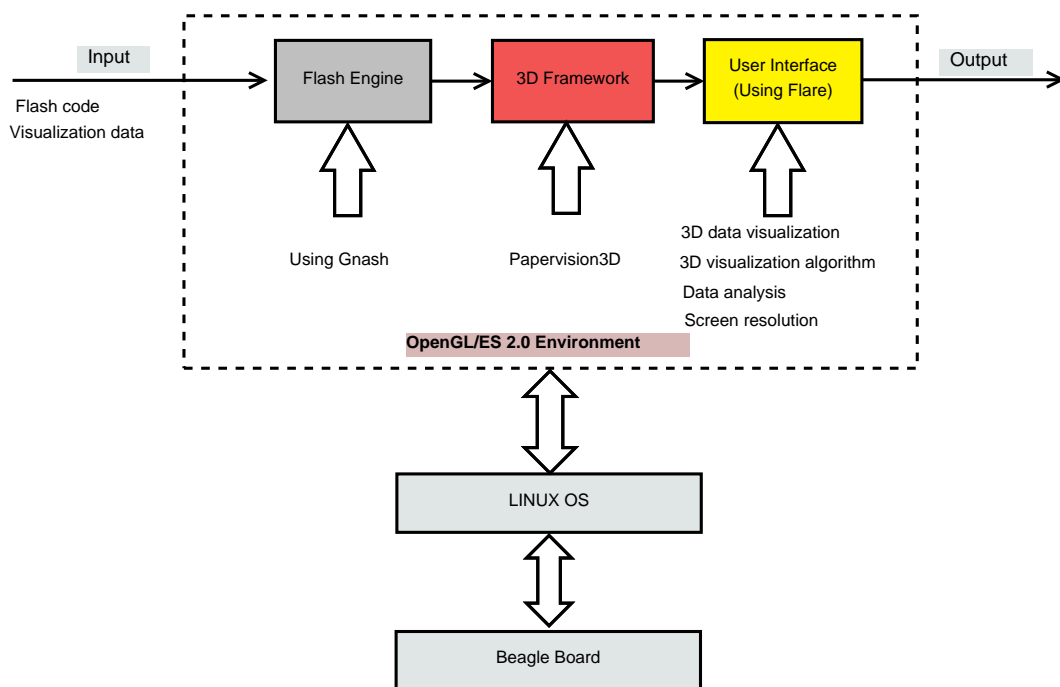 Input
Flash code
Visualization data
Flash Engine
3D Framework
User Interface
(Using Flare)
Output
Using Gnash
Papervision3D
3D data visualization
3D visualization algorithm
Data analysis
Screen resolution
OpenGL/ES 2.0 Environment
LINUX OS
Beagle Board